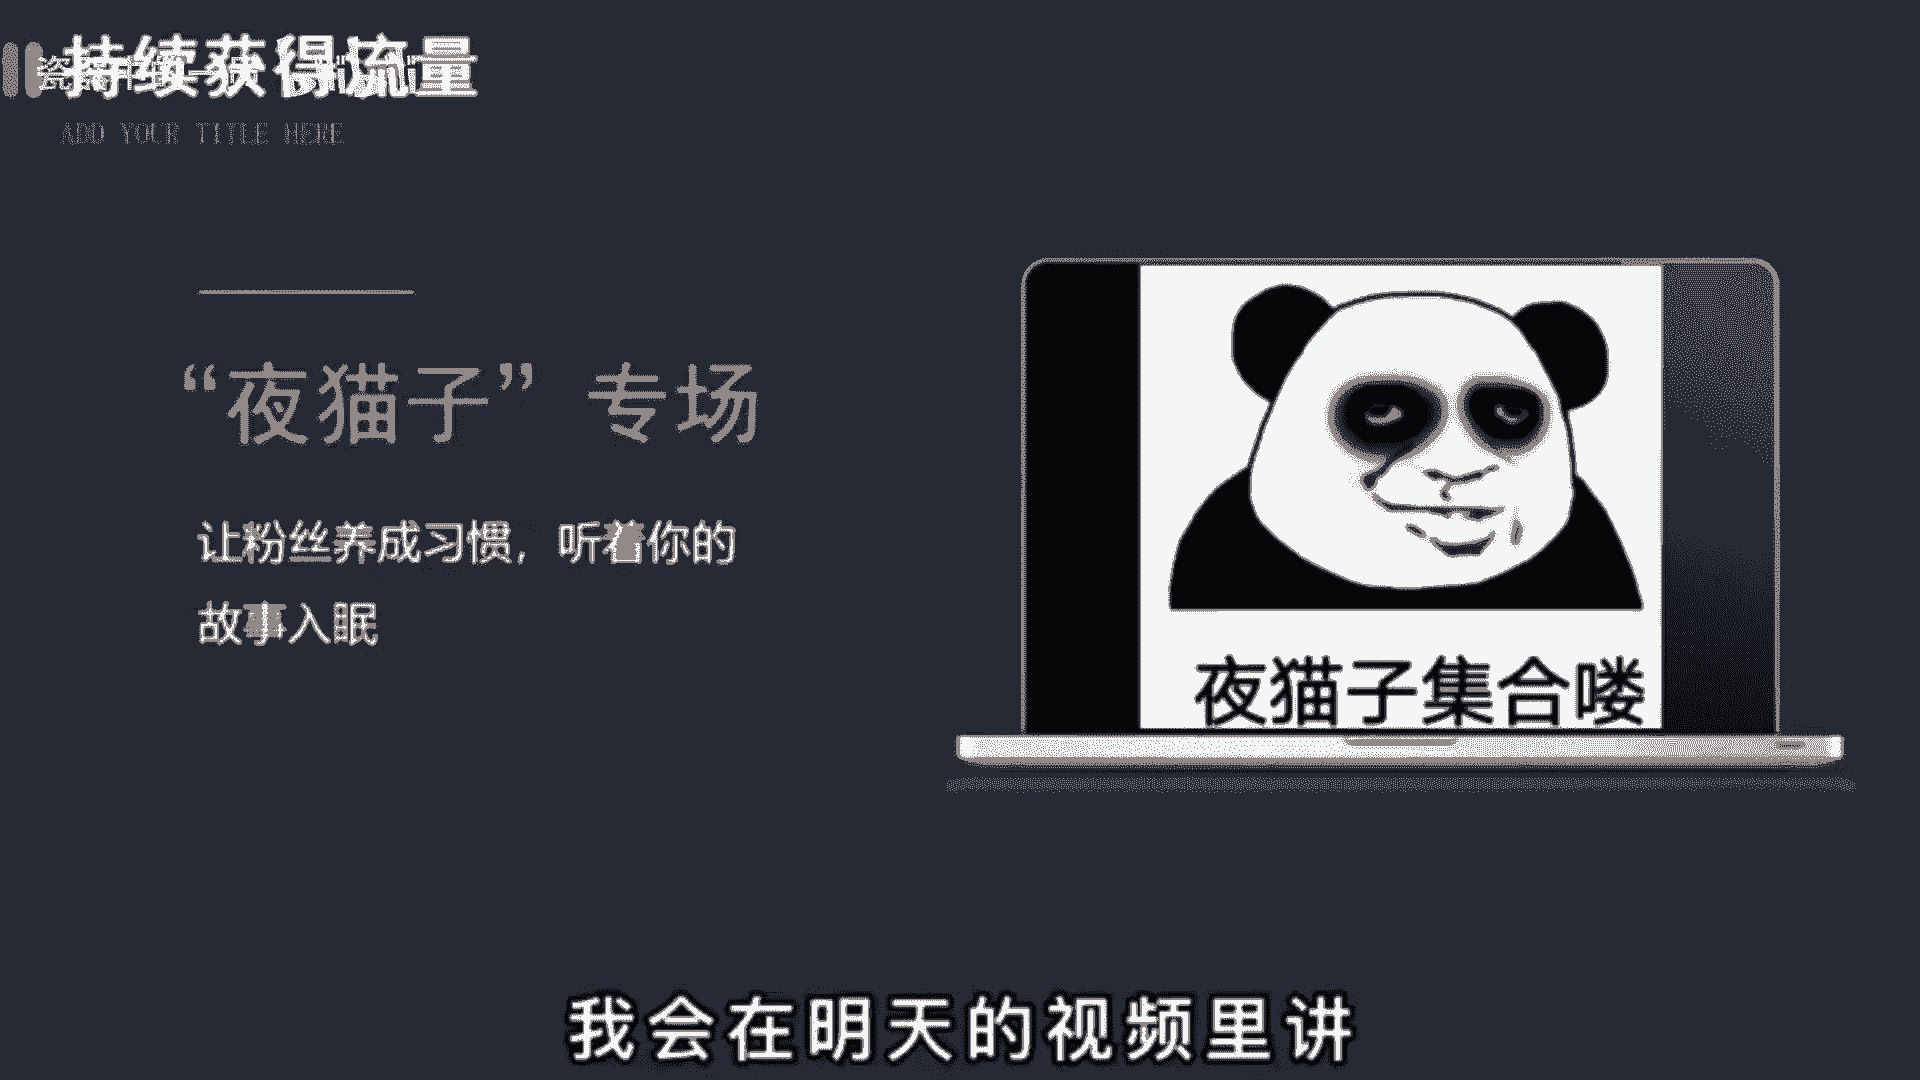 持续获得流量
ADD YOUR TITLE HERE
“夜猫子” 专场
让粉丝养成习惯，听着你的
故事入眠
夜猫子集合喽
我会在明天的视频里讲